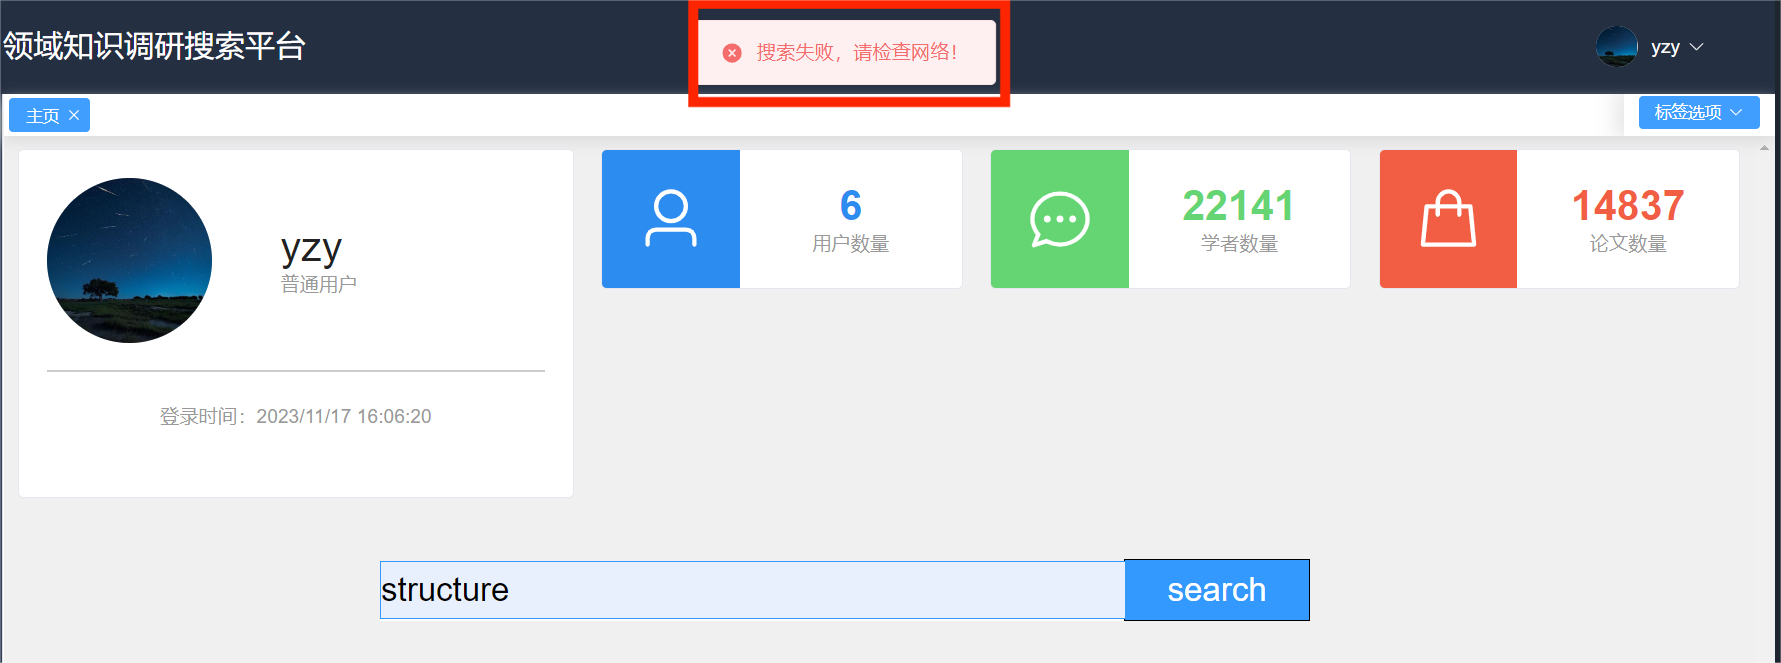 领域知识调研搜索平台
搜索失败，请检查网络！
yzy
主页
标签选项
yzy
普通用户
登录时间：2023/11/17 16:06:20
6
用户数量
22141
学者数量
14837
论文数量
structure
search